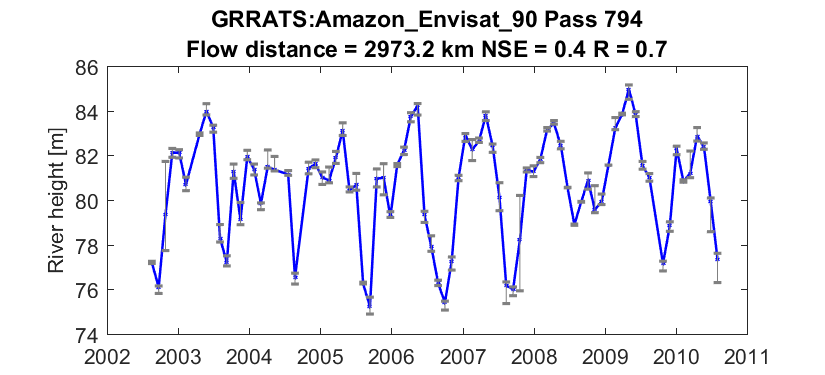 GRRATS:Amazon_Envisat_90 Pass 794
Flow distance = 2973.2 km NSE = 0.4 R = 0.7
River height [m]
86
84
82
80
78
76
74
2002 2003 2004 2005 2006 2007 2008 2009 2010 2011